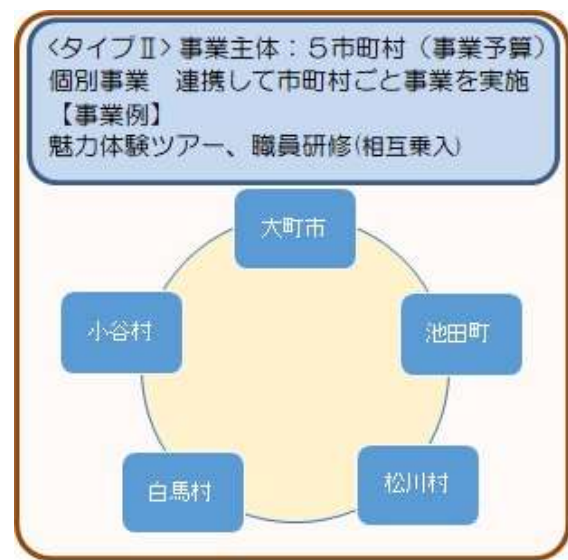 <タイプⅡ> 事業主体:5市町村(事業予算)
個別事業 連携して市町村ごと事業を実施
【事業例】
魅力体験ツアー、職員研修(相互乗入)
大町市
小谷村
池田町
白馬村
松川村